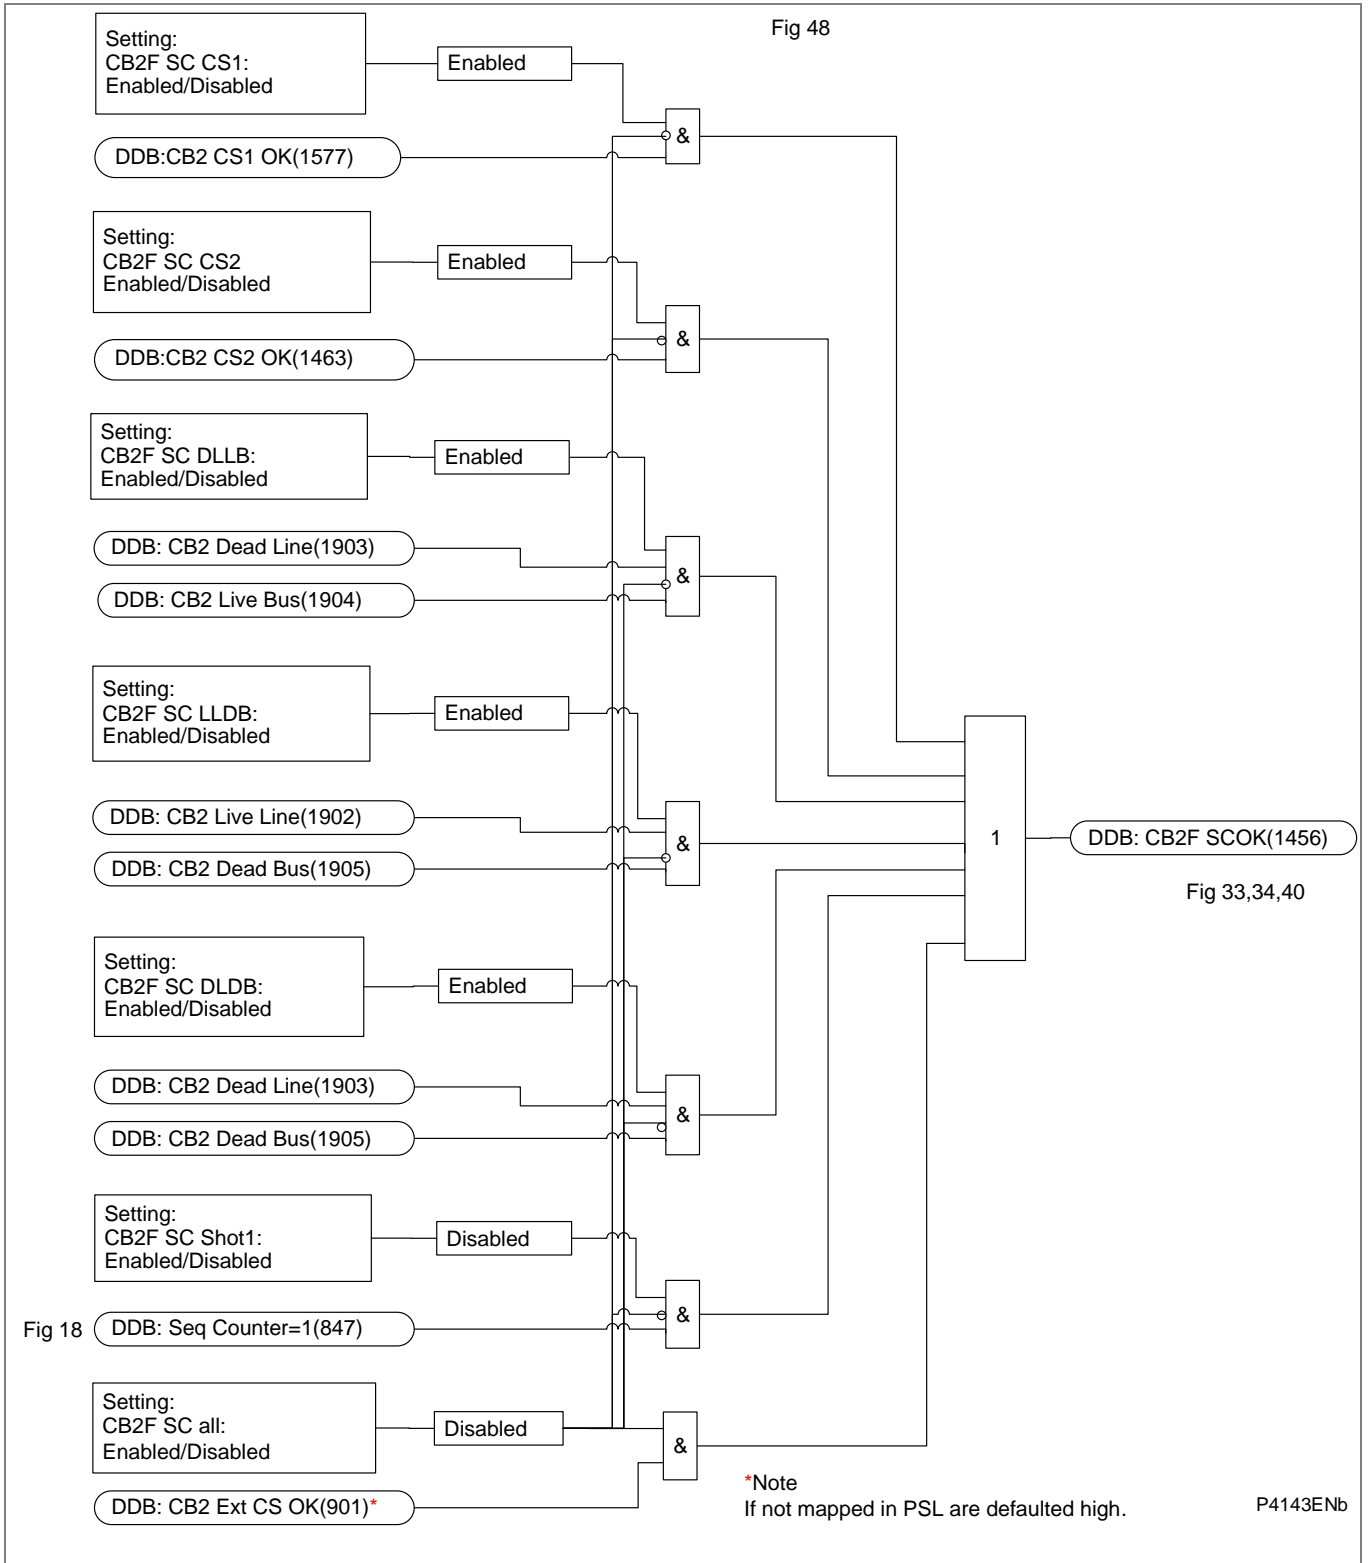 Fig 48
Setting:
CB2F SC CS1:
Enabled/Disabled
Enabled
&
DDB:CB2 CS1 OK(1577)
Setting:
CB2F SC CS2
Enabled/Disabled
Enabled
&
DDB:CB2 CS2 OK(1463)
Setting:
CB2F SC DLLB:
Enabled/Disabled
Enabled
DDB: CB2 Dead Line(1903)
&
DDB: CB2 Live Bus(1904)
Setting:
CB2F SC LLDB:
Enabled/Disabled
Enabled
DDB: CB2 Live Line(1902)
&
DDB: CB2 Dead Bus(1905)
1
DDB: CB2F SCOK(1456)
Fig 33,34,40
Setting:
CB2F SC DLDB:
Enabled/Disabled
Enabled
DDB: CB2 Dead Line(1903)
&
DDB: CB2 Dead Bus(1905)
Setting:
CB2F SC Shot1:
Enabled/Disabled
Disabled
&
Fig 18
DDB: Seq Counter=1(847)
Setting:
CB2F SC all:
Enabled/Disabled
Disabled
&
DDB: CB2 Ext CS OK(901)*
*Note
If not mapped in PSL are defaulted high.
P4143ENb